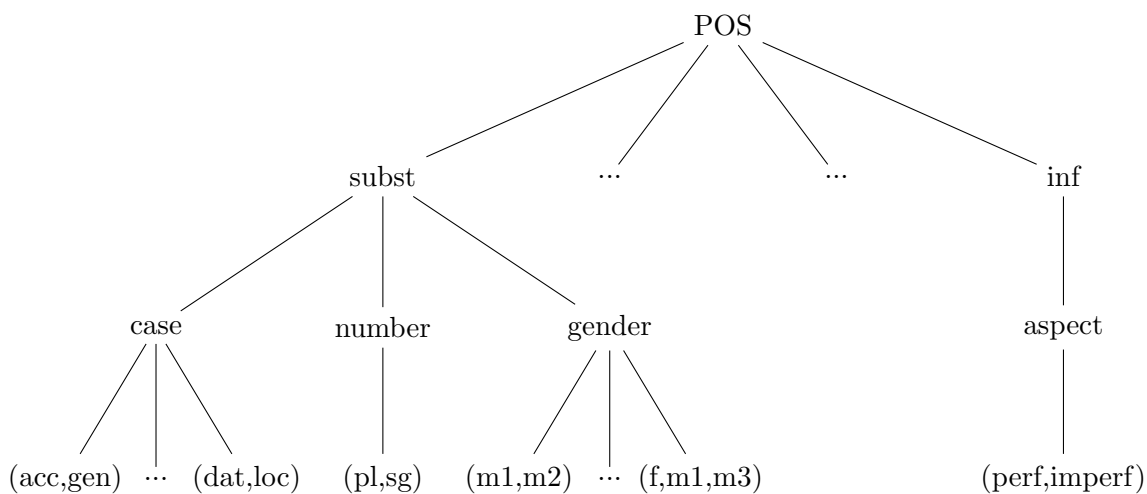 POS
subst ... ... inf
case number gender aspect
(acc,gen) ... (dat,loc) (pl,sg) (m1,m2) ... (f,m1,m3) (perf,imperf)